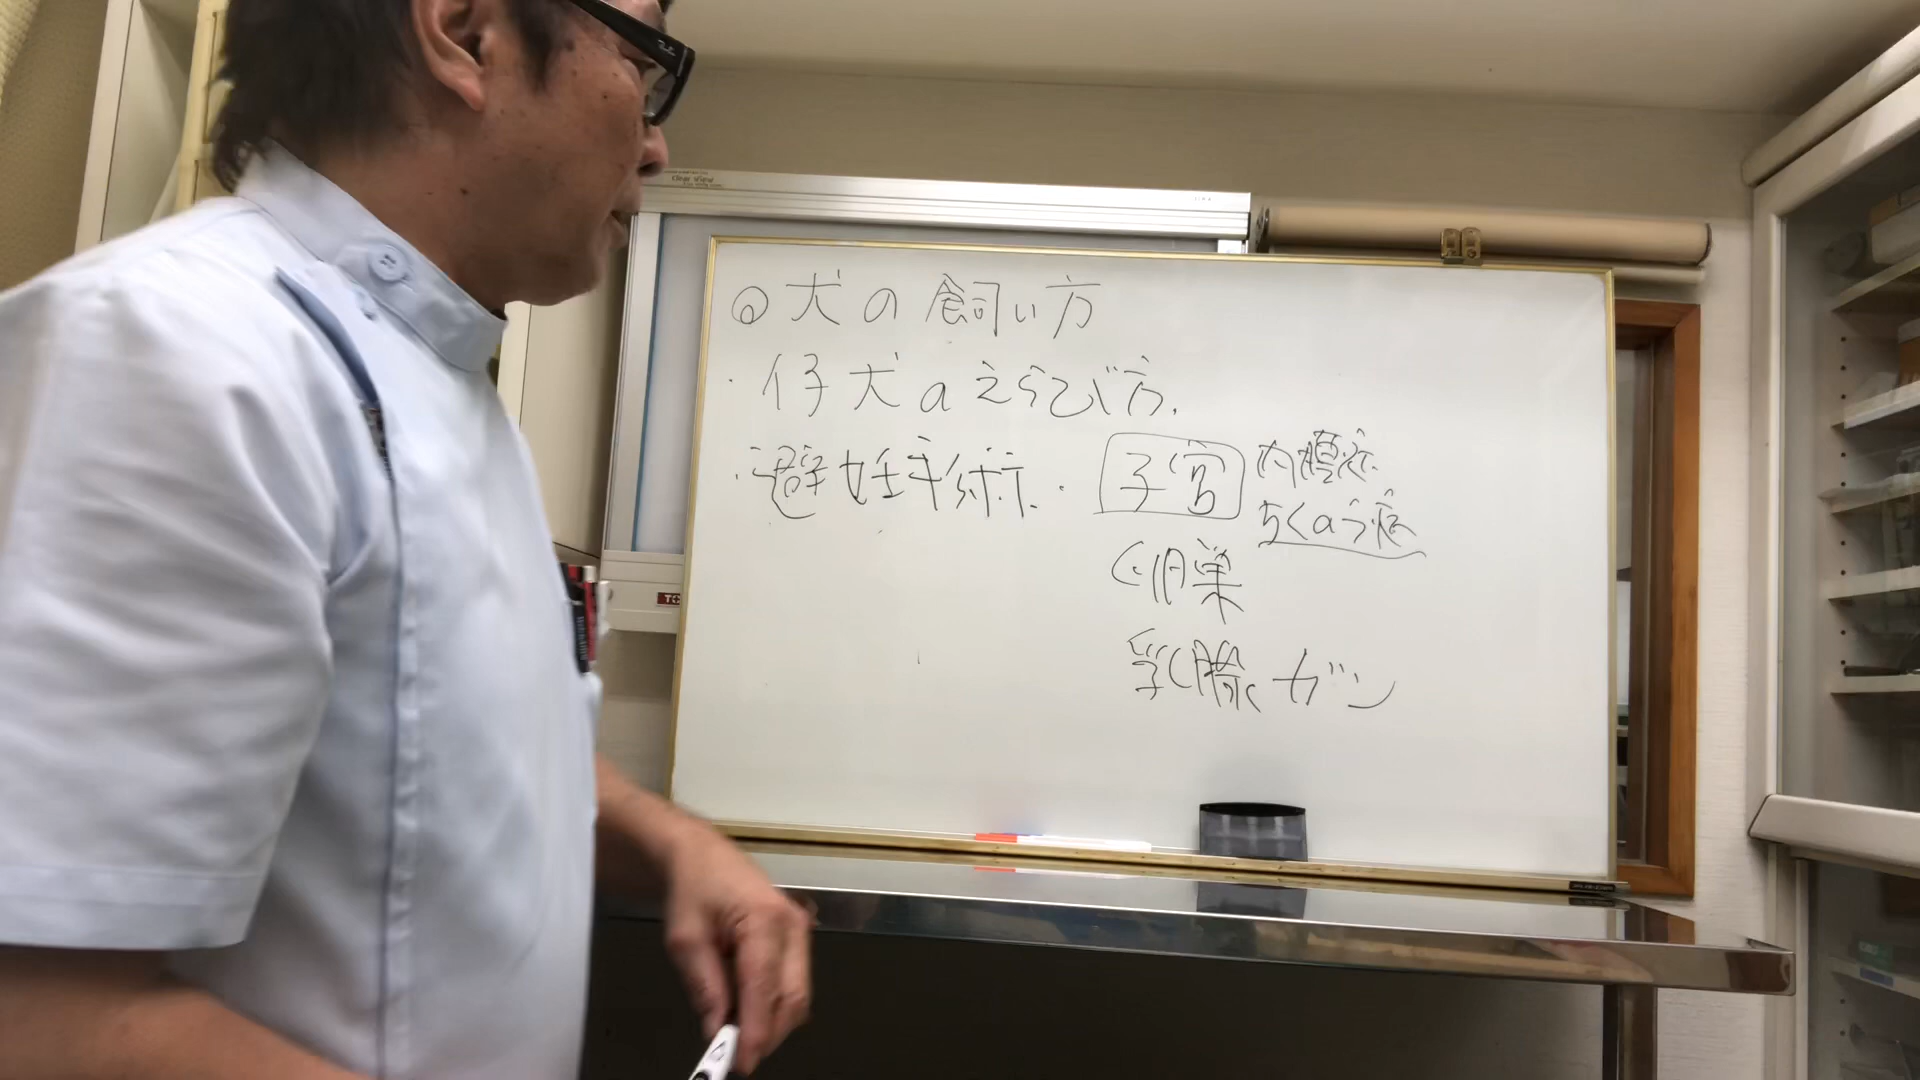 ◎犬の飼い方
・仔犬のえらび方.
・避妊手術. 子宮 内膜炎.
ちくのう症
卵巣
乳腺ガン